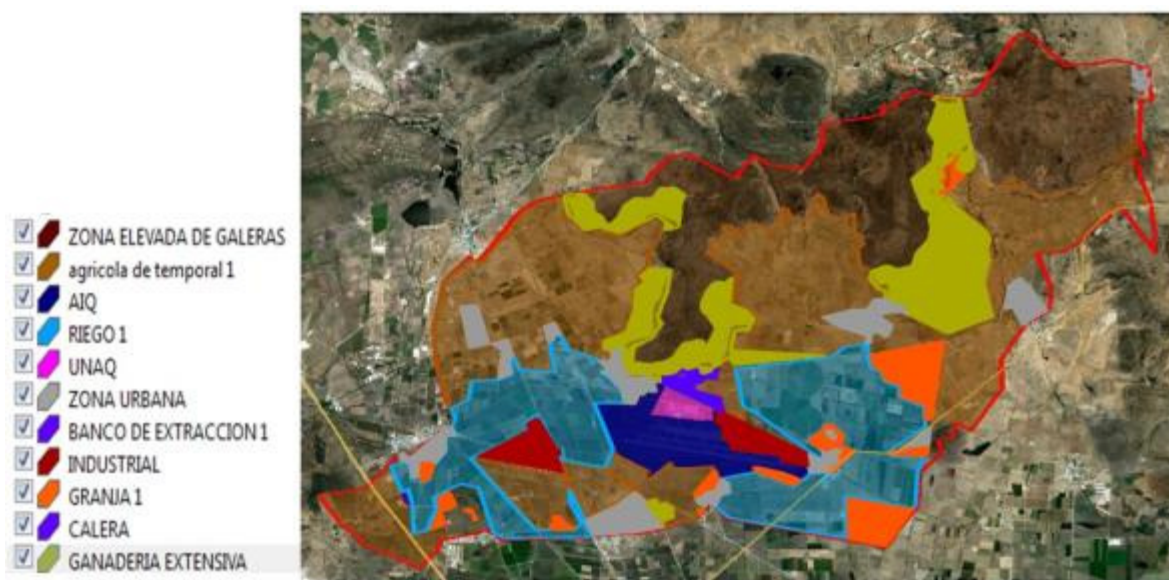 ZONA ELEVADA DE GALERAS
agricola de temporal 1
AIQ
RIEGO 1
UNAQ
ZONA URBANA
BANCO DE EXTRACCION 1
INDUSTRIAL
GRANJA 1
CALERA
GANADERIA EXTENSIVA